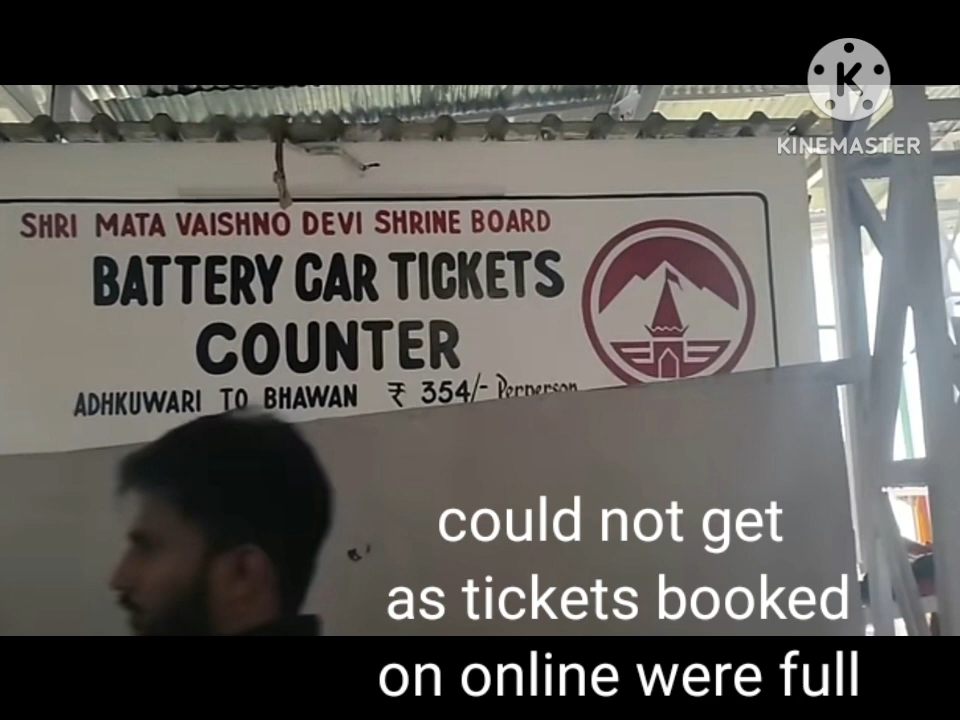 KINEMASTER
SHRI MATA VAISHNO DEVI SHRINE BOARD
BATTERY CAR TICKETS
COUNTER
ADHKUWARI TO BHAWAN ₹ 354/- Perperson
could not get
as tickets booked
on online were full